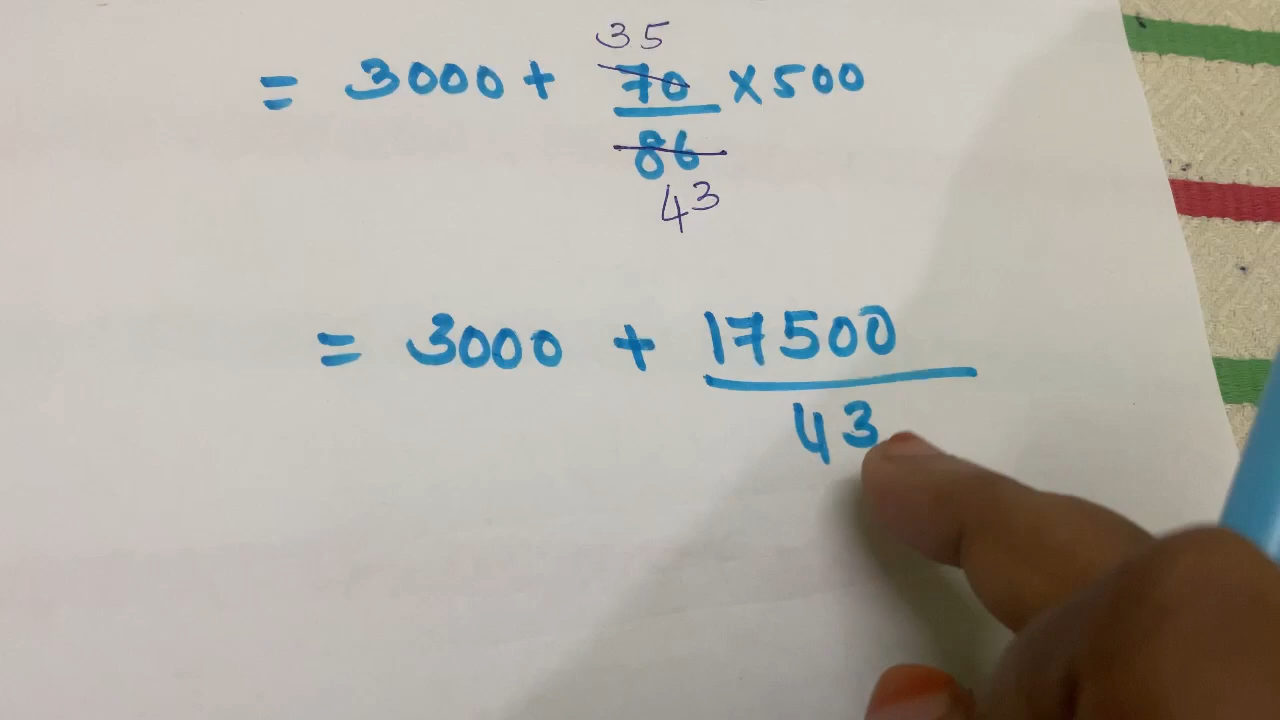 35
= 3000 + 70 × 500
86
43
= 3000 + 17500
43